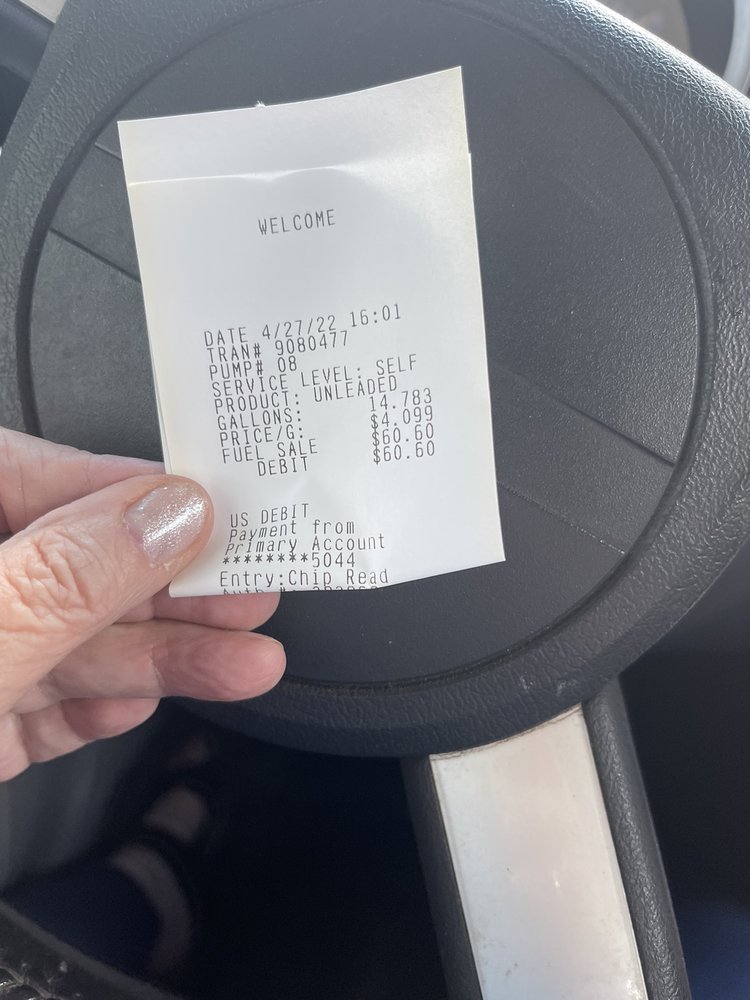 WELCOME
DATE 4/27/22 16:01
TRAN# 9080477
PUMP# 08
SERVICE LEVEL: SELF
PRODUCT: UNLEADED
GALLONS: 14.783
PRICE/G: $4.099
FUEL SALE $60.60
DEBIT $60.60
US DEBIT
Payment from
Primary Account
********5044
Entry:Chip Read